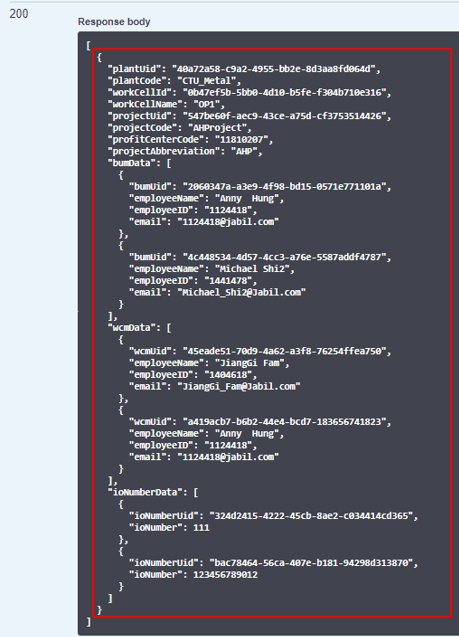 200
Response body
[
{
"plantUid": "40a72a58-c9a2-4955-bb2e-8d3aa8fd064d",
"plantCode": "CTU_Metal",
"workCellId": "0b47ef5b-5bb0-4d10-b5fe-f304b710e316",
"workCellName": "OP1",
"projectUid": "547be60f-aec9-43ce-a75d-cf3753514426",
"projectCode": "AHProject",
"profitCenterCode": "11810207",
"projectAbbreviation": "AHP",
"bumData": [
{
"bumUid": "2060347a-a3e9-4f98-bd15-0571e771101a",
"employeeName": "Anny  Hung",
"employeeID": "1124418",
"email": "1124418@jabil.com"
},
{
"bumUid": "4c448534-4d57-4cc3-a76e-5587addf4787",
"employeeName": "Michael Shi2",
"employeeID": "1441478",
"email": "Michael_Shi2@Jabil.com"
}
],
"wcmData": [
{
"wcmUid": "45eade51-70d9-4a62-a3f8-76254ffea750",
"employeeName": "JiangGi Fam",
"employeeID": "1404618",
"email": "JiangGi_Fam@Jabil.com"
},
{
"wcmUid": "a419acb7-b6b2-44e4-bcd7-183656741823",
"employeeName": "Anny  Hung",
"employeeID": "1124418",
"email": "1124418@jabil.com"
}
],
"ioNumberData": [
{
"ioNumberUid": "324d2415-4222-45cb-8ae2-c034414cd365",
"ioNumber": 111
},
{
"ioNumberUid": "bac78464-56ca-407e-b181-94298d313870",
"ioNumber": 123456789012
}
]
}
]